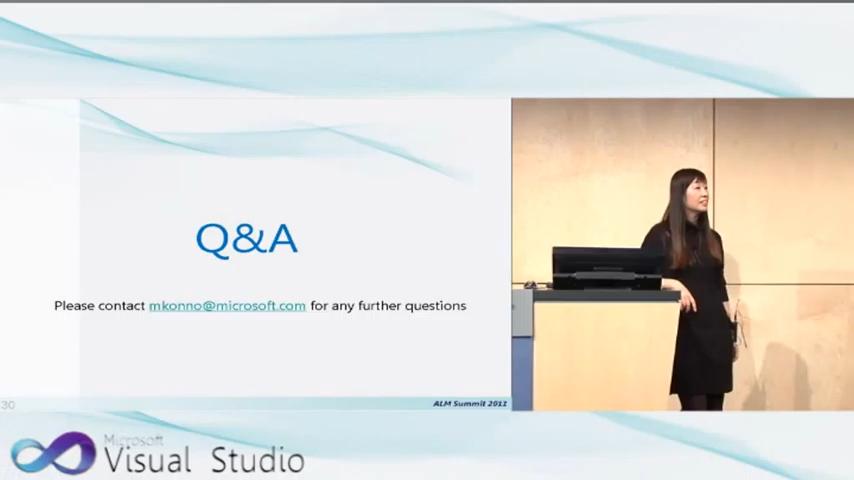 Q&A
Please contact mkonno@microsoft.com for any further questions
30
ALM Summit 2011
Microsoft
Visual Studio